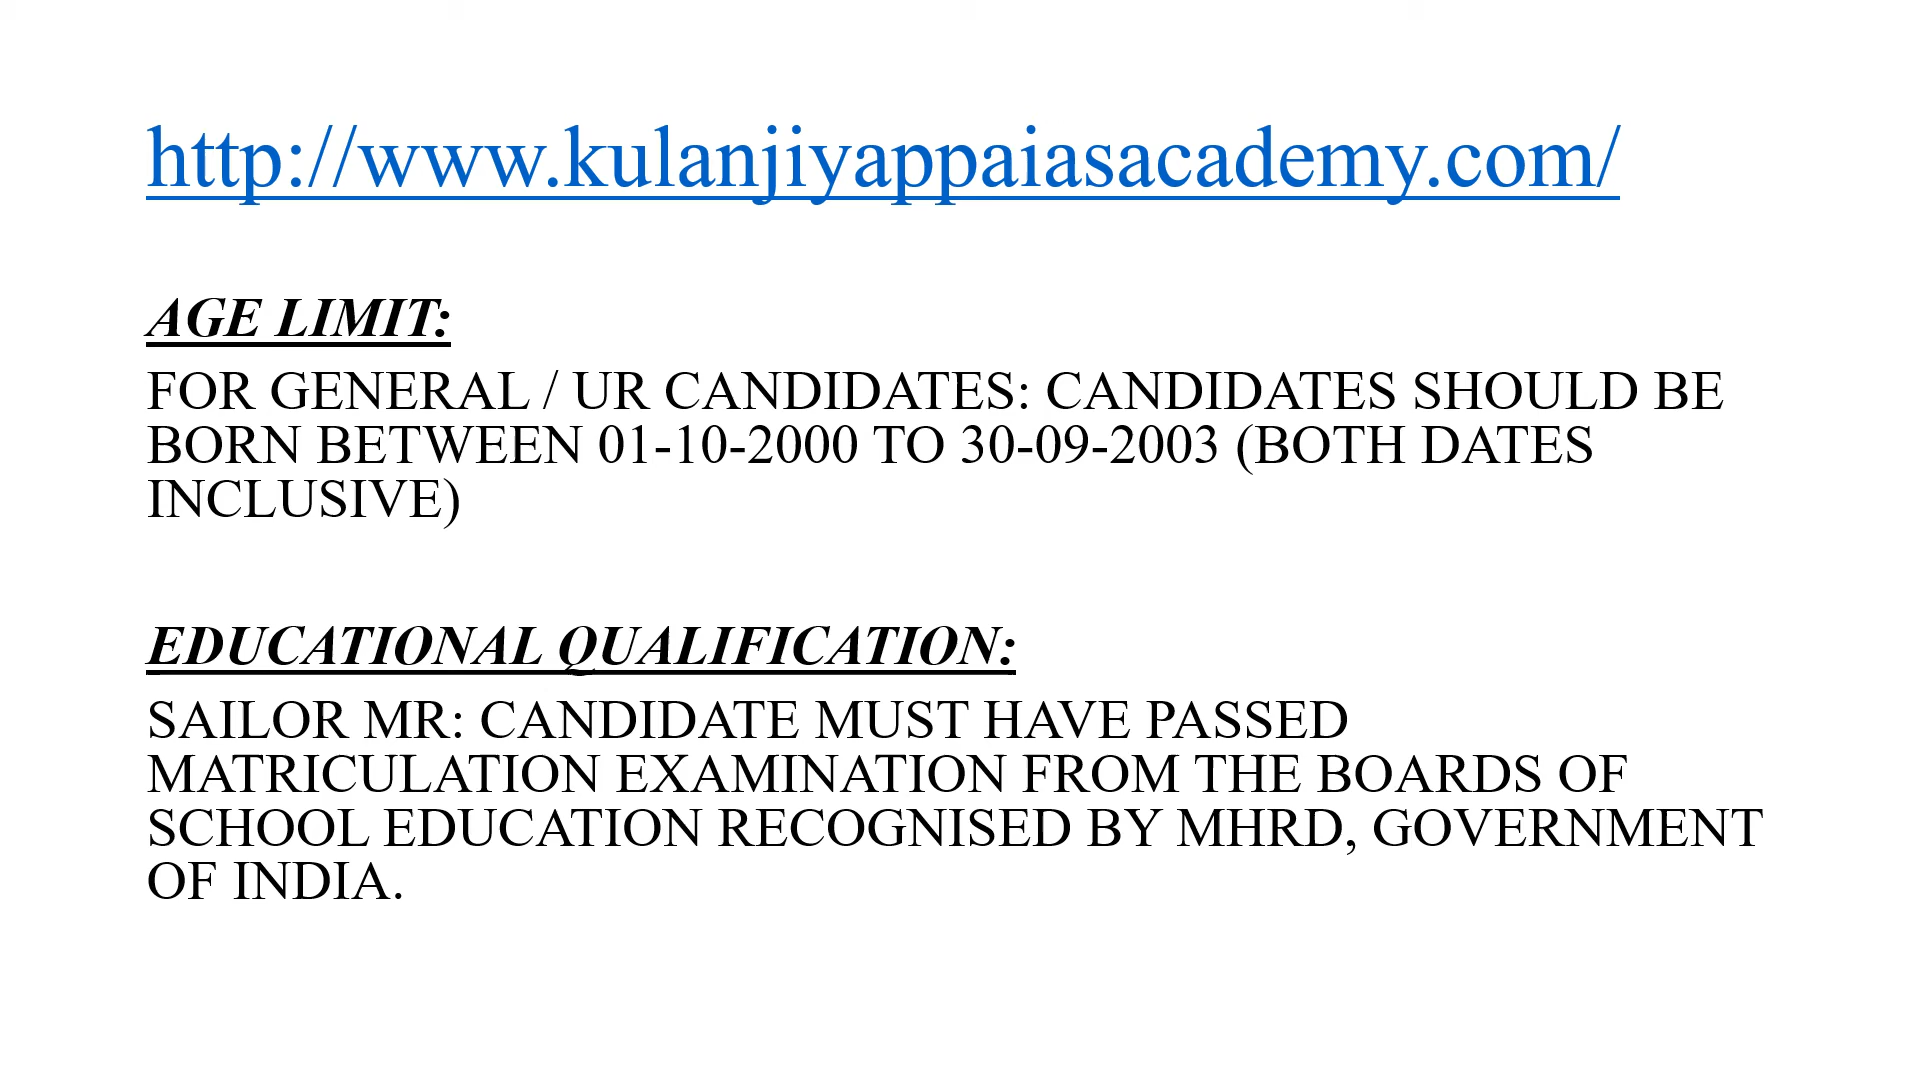 http://www.kulanjiyappaiasacademy.com/
AGE LIMIT:
FOR GENERAL / UR CANDIDATES: CANDIDATES SHOULD BE
BORN BETWEEN 01-10-2000 TO 30-09-2003 (BOTH DATES
INCLUSIVE)
EDUCATIONAL QUALIFICATION:
SAILOR MR: CANDIDATE MUST HAVE PASSED
MATRICULATION EXAMINATION FROM THE BOARDS OF
SCHOOL EDUCATION RECOGNISED BY MHRD, GOVERNMENT
OF INDIA.